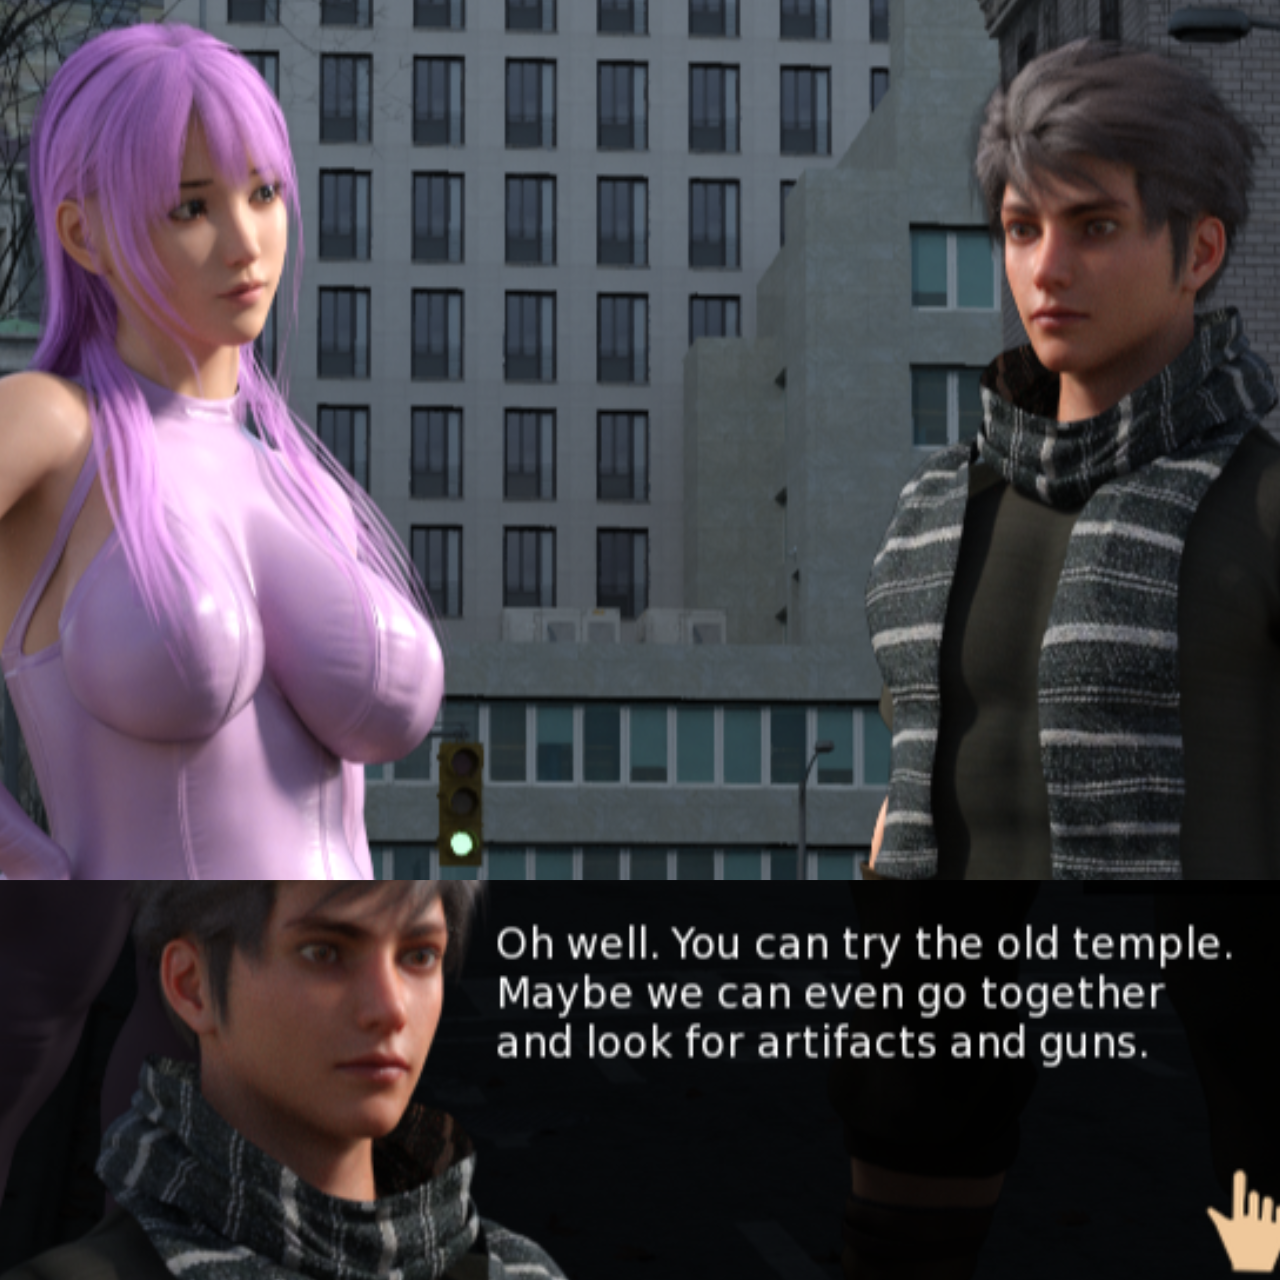 Oh well. You can try the old temple.
Maybe we can even go together
and look for artifacts and guns.